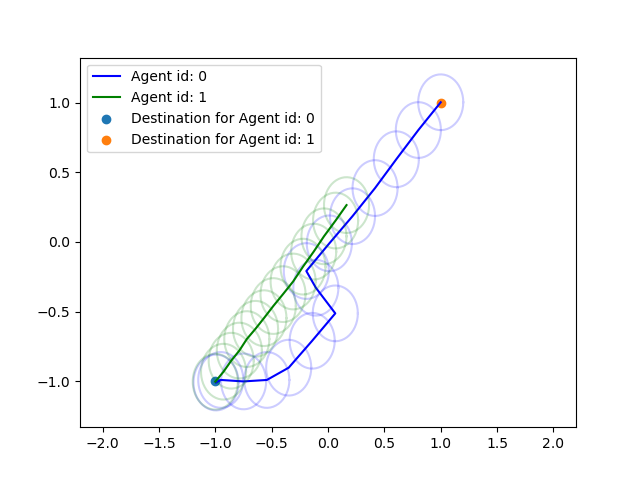 Agent id: 0
Agent id: 1
Destination for Agent id: 0
Destination for Agent id: 1
1.0
0.5
0.0
−0.5
−1.0
−2.0 −1.5 −1.0 −0.5 0.0 0.5 1.0 1.5 2.0